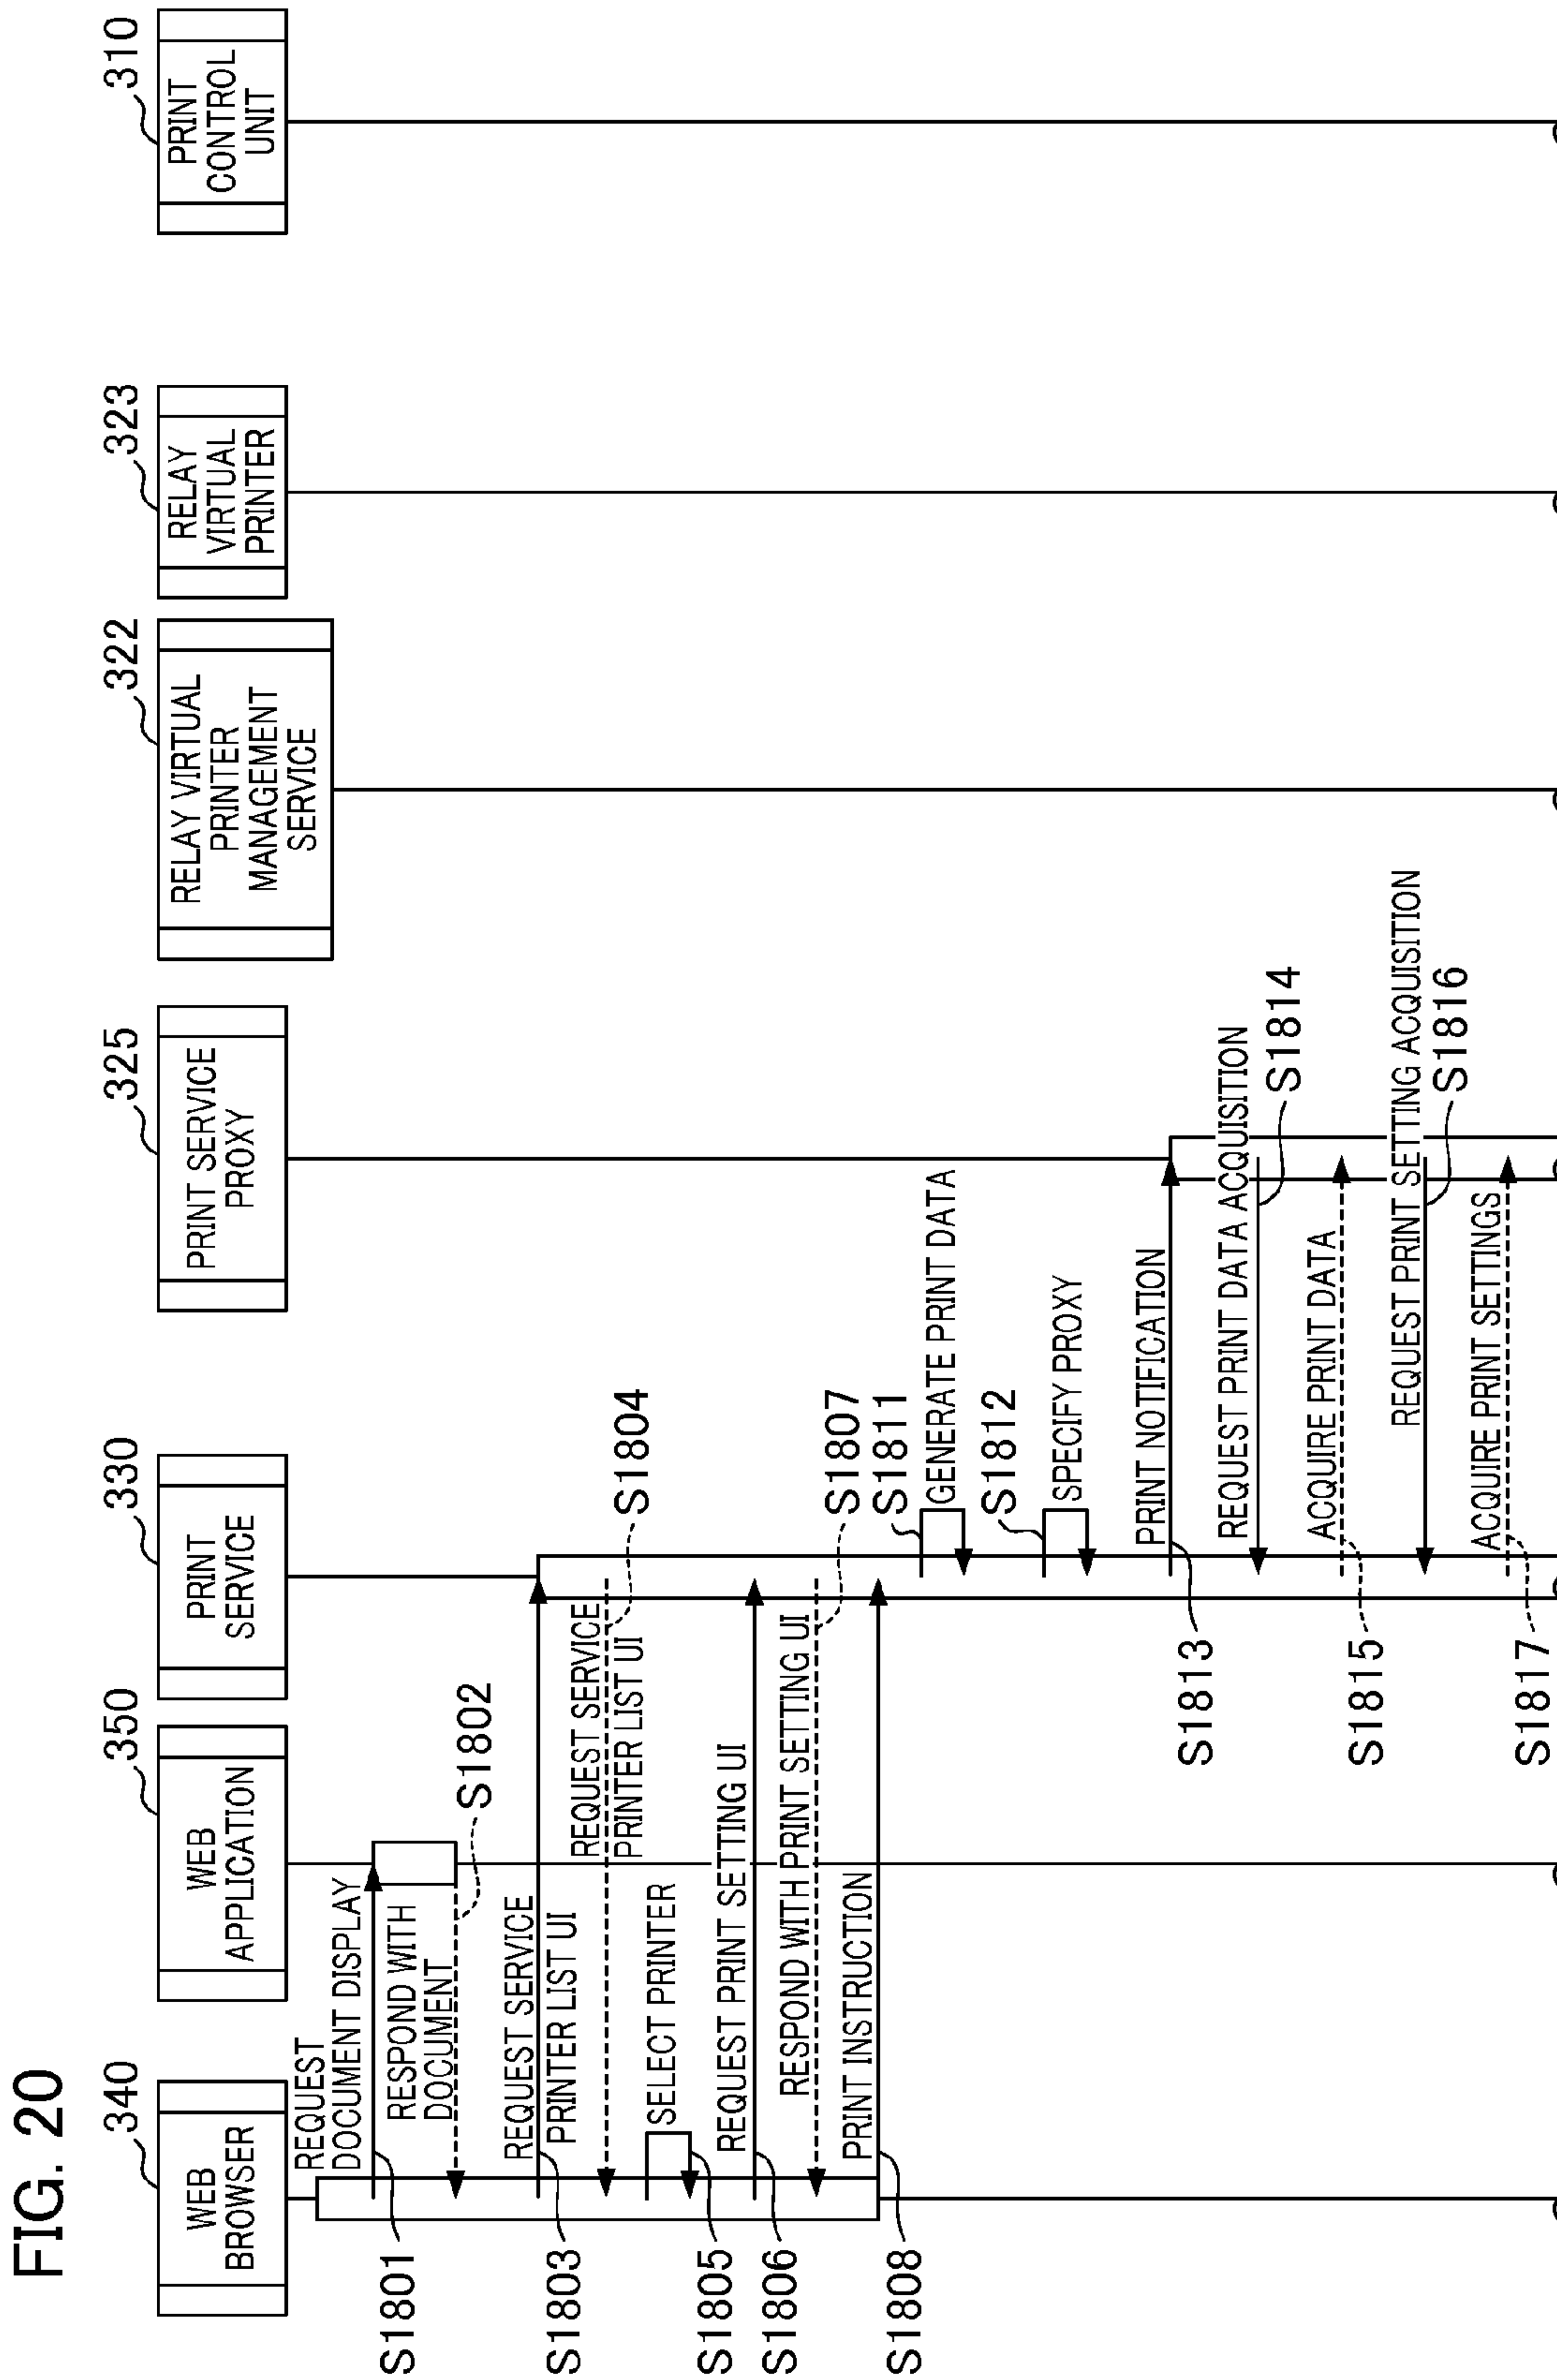 FIG. 20
340
WEB
BROWSER
350
WEB
APPLICATION
330
PRINT
SERVICE
325
PRINT SERVICE
PROXY
322
RELAY VIRTUAL
PRINTER
MANAGEMENT
SERVICE
323
RELAY
VIRTUAL
PRINTER
310
PRINT
CONTROL
UNIT
S1801
REQUEST
DOCUMENT DISPLAY
RESPOND WITH
DOCUMENT
S1802
S1803
REQUEST SERVICE
PRINTER LIST UI
REQUEST SERVICE
PRINTER LIST UI
S1804
S1805
SELECT PRINTER
S1806
REQUEST PRINT SETTING UI
RESPOND WITH PRINT SETTING UI
S1807
S1808
PRINT INSTRUCTION
S1811
GENERATE PRINT DATA
S1812
SPECIFY PROXY
S1813
PRINT NOTIFICATION
REQUEST PRINT DATA ACQUISITION
S1814
S1815
ACQUIRE PRINT DATA
REQUEST PRINT SETTING ACQUISITION
S1816
S1817
ACQUIRE PRINT SETTINGS